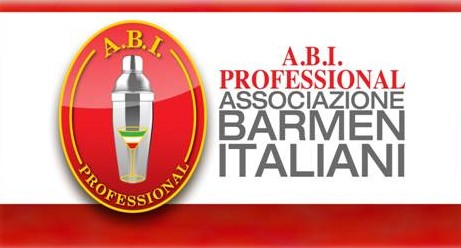 A.B.I.
PROFESSIONAL
A.B.I.
PROFESSIONAL
ASSOCIAZIONE
BARMEN
ITALIANI